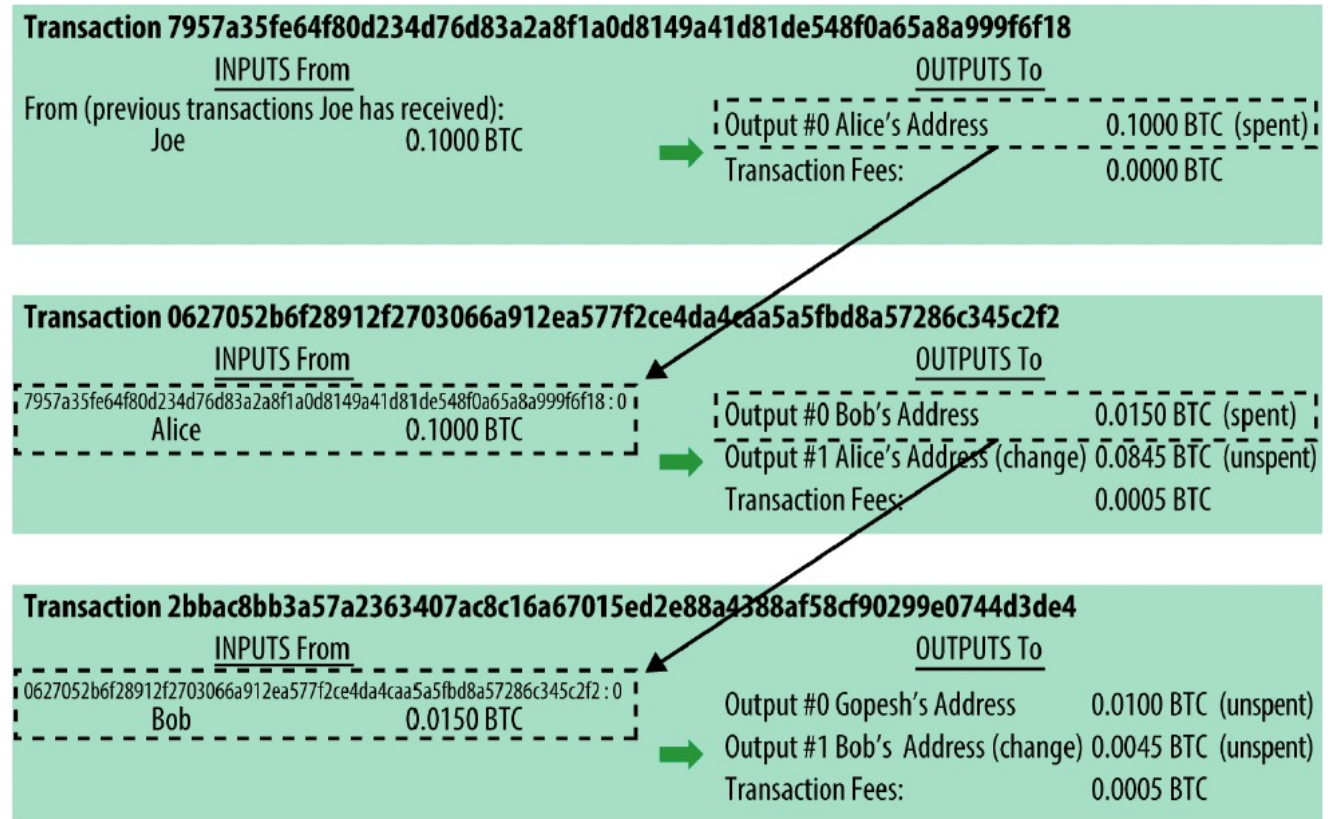 Transaction 7957a35fe64f80d234d76d83a2a8f1a0d8149a41d81de548f0a65a8a999f6f18
INPUTS From
OUTPUTS To
From (previous transactions Joe has received):
Joe 0.1000 BTC
Output #0 Alice's Address 0.1000 BTC (spent)
Transaction Fees: 0.0000 BTC
Transaction 0627052b6f28912f2703066a912ea577f2ce4da4caa5a5fbd8a57286c345c2f2
INPUTS From
OUTPUTS To
7957a35fe64f80d234d76d83a2a8f1a0d8149a41d81de548f0a65a8a999f6f18 : 0
Alice 0.1000 BTC
Output #0 Bob's Address 0.0150 BTC (spent)
Output #1 Alice's Address (change) 0.0845 BTC (unspent)
Transaction Fees: 0.0005 BTC
Transaction 2bbac8bb3a57a2363407ac8c16a67015ed2e88a4388af58cf90299e0744d3de4
INPUTS From
OUTPUTS To
0627052b6f28912f2703066a912ea577f2ce4da4caa5a5fbd8a57286c345c2f2 : 0
Bob 0.0150 BTC
Output #0 Gopesh's Address 0.0100 BTC (unspent)
Output #1 Bob's Address (change) 0.0045 BTC (unspent)
Transaction Fees: 0.0005 BTC